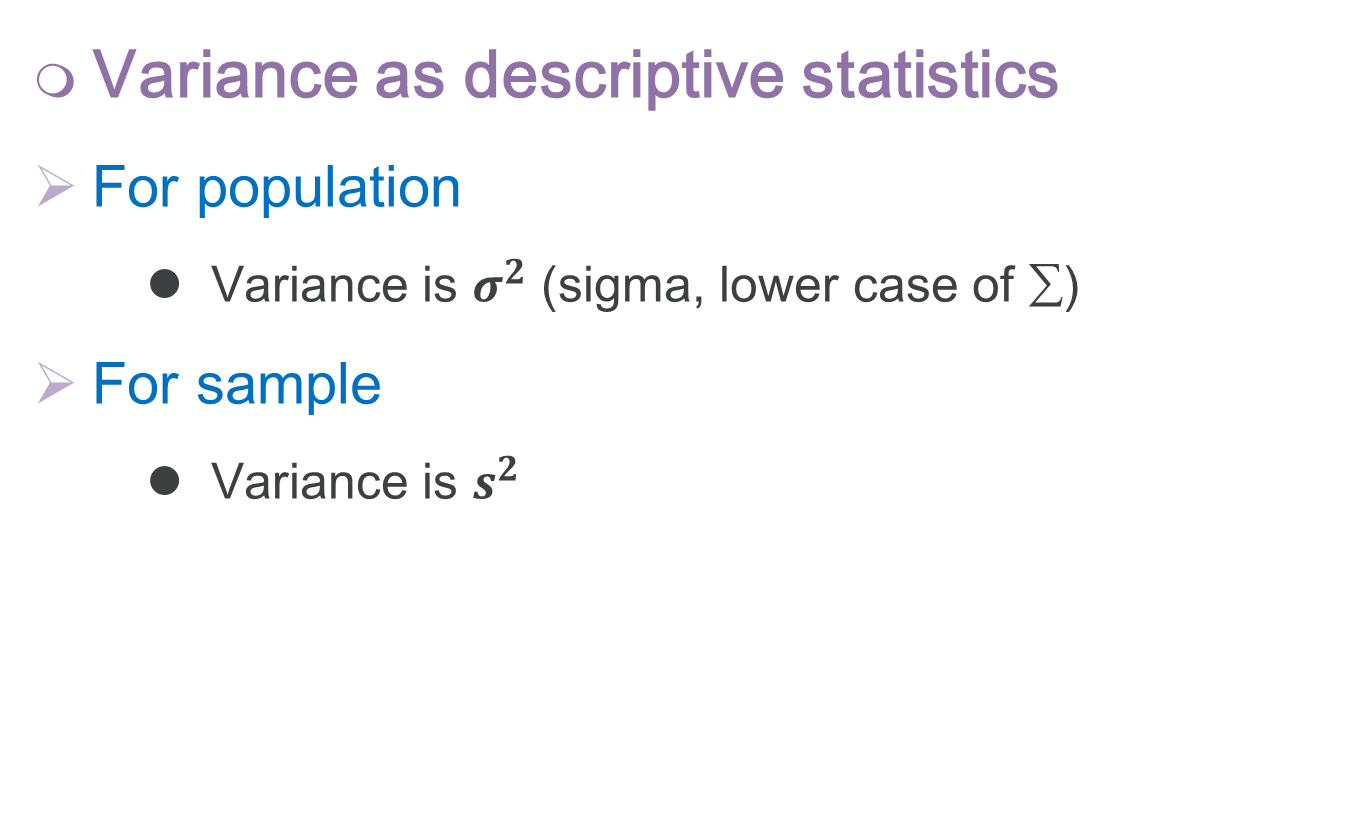 Variance as descriptive statistics
For population
Variance is σ² (sigma, lower case of ∑)
For sample
Variance is s²